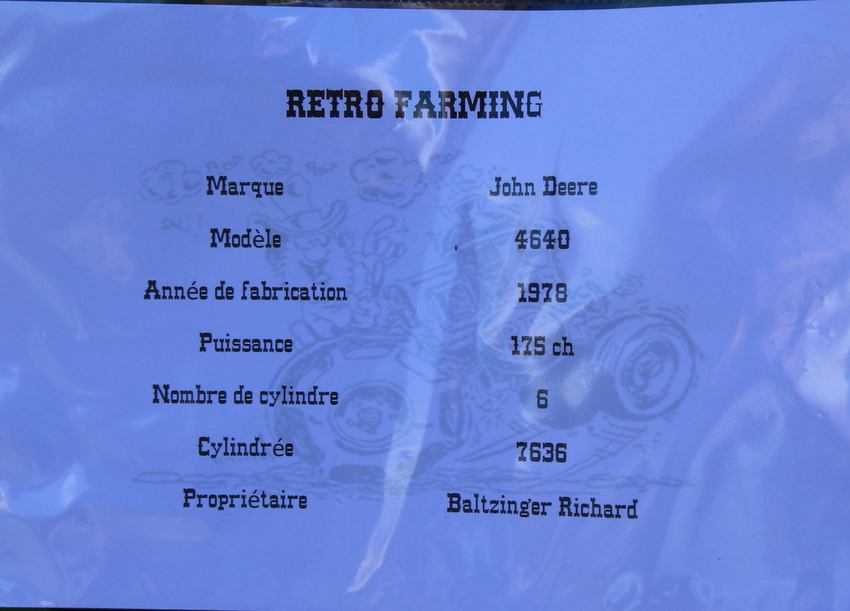 RETRO FARMING
Marque John Deere
Modèle 4640
Année de fabrication 1978
Puissance 175 ch
Nombre de cylindre 6
Cylindrée 7636
Propriétaire Baltzinger Richard